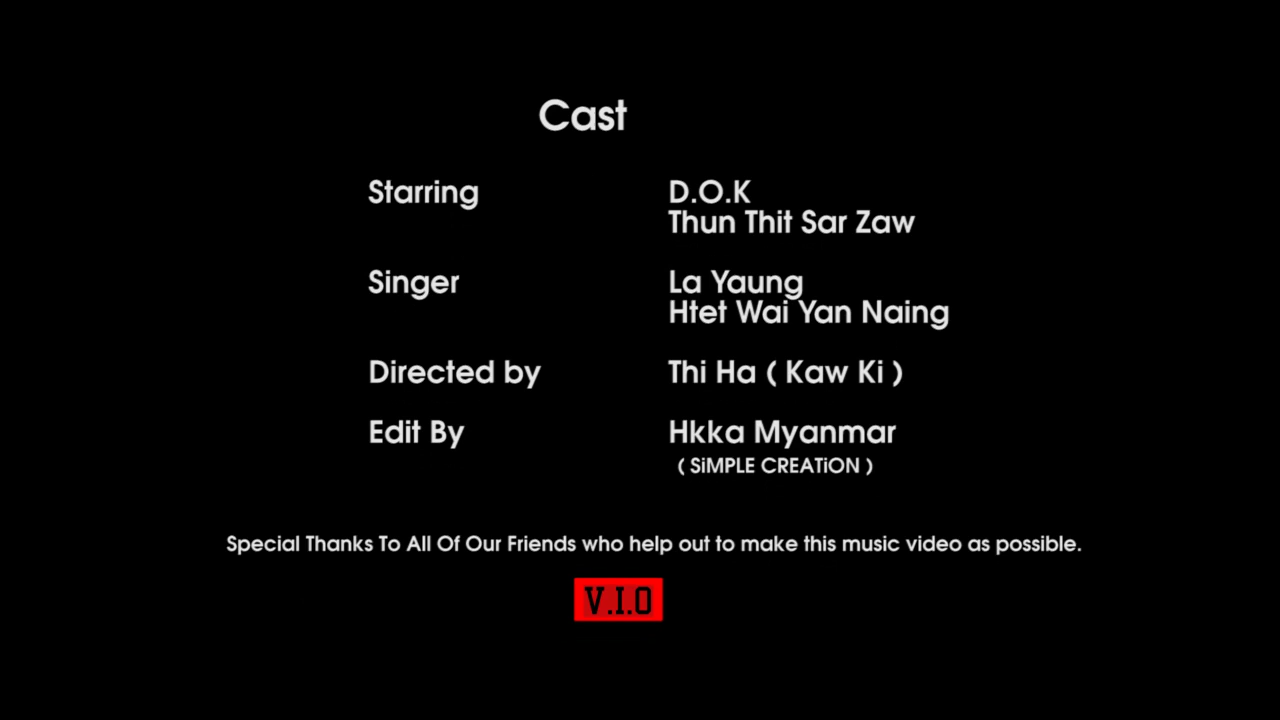 Cast
Starring D.O.K
Thun Thit Sar Zaw
Singer La Yaung
Htet Wai Yan Naing
Directed by Thi Ha ( Kaw Ki )
Edit By Hkka Myanmar
( SiMPLE CREATiON )
Special Thanks To All Of Our Friends who help out to make this music video as possible.
V.I.O